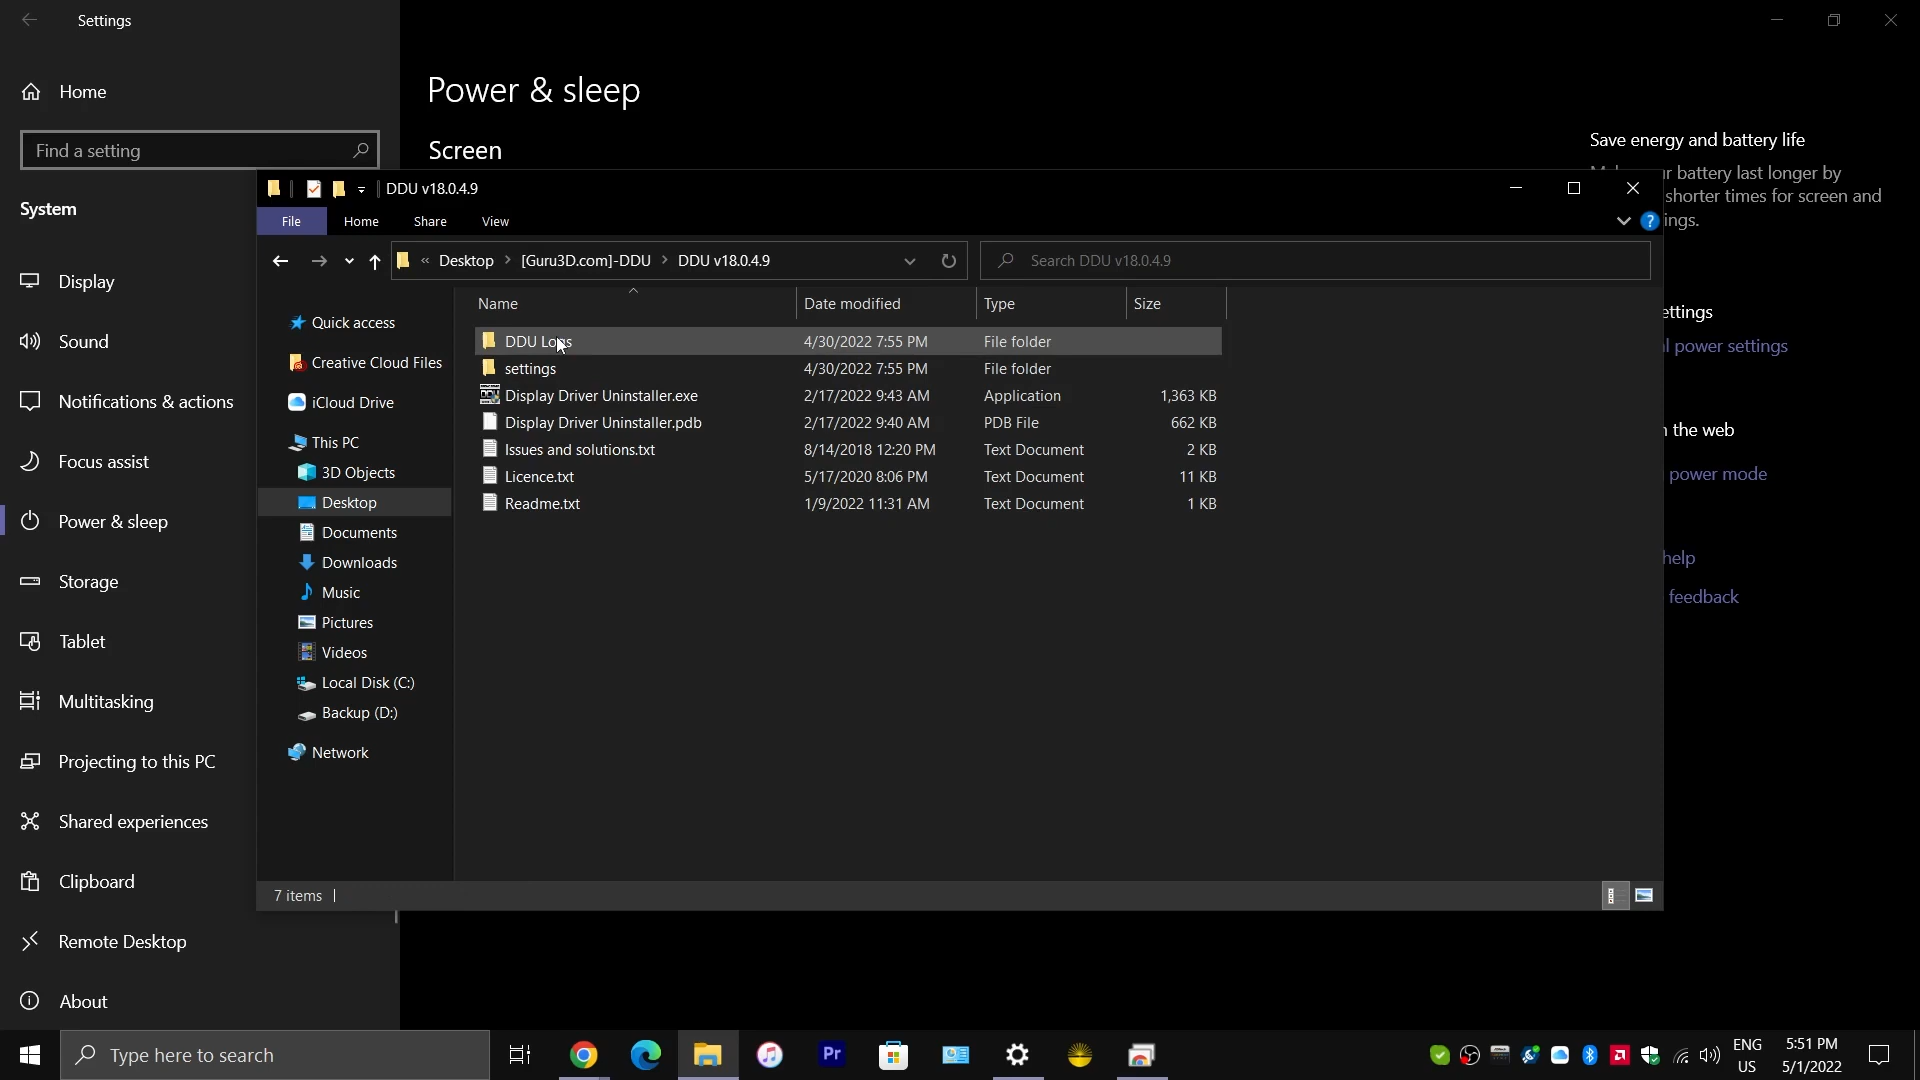 Settings
Home
Find a setting
System
Display
Sound
Notifications & actions
Focus assist
Power & sleep
Storage
Tablet
Multitasking
Projecting to this PC
Shared experiences
Clipboard
Remote Desktop
About
Power & sleep
Screen
Save energy and battery life
r battery last longer by
shorter times for screen and
ings.
ettings
l power settings
the web
power mode
help
feedback
DDU v18.0.4.9
File Home Share View
« Desktop > [Guru3D.com]-DDU > DDU v18.0.4.9
Search DDU v18.0.4.9
Quick access
Creative Cloud Files
iCloud Drive
This PC
3D Objects
Desktop
Documents
Downloads
Music
Pictures
Videos
Local Disk (C:)
Backup (D:)
Network
Name Date modified Type Size
DDU Logs 4/30/2022 7:55 PM File folder
settings 4/30/2022 7:55 PM File folder
Display Driver Uninstaller.exe 2/17/2022 9:43 AM Application 1,363 KB
Display Driver Uninstaller.pdb 2/17/2022 9:40 AM PDB File 662 KB
Issues and solutions.txt 8/14/2018 12:20 PM Text Document 2 KB
Licence.txt 5/17/2020 8:06 PM Text Document 11 KB
Readme.txt 1/9/2022 11:31 AM Text Document 1 KB
7 items
Type here to search
Pr
ENG
US
5:51 PM
5/1/2022